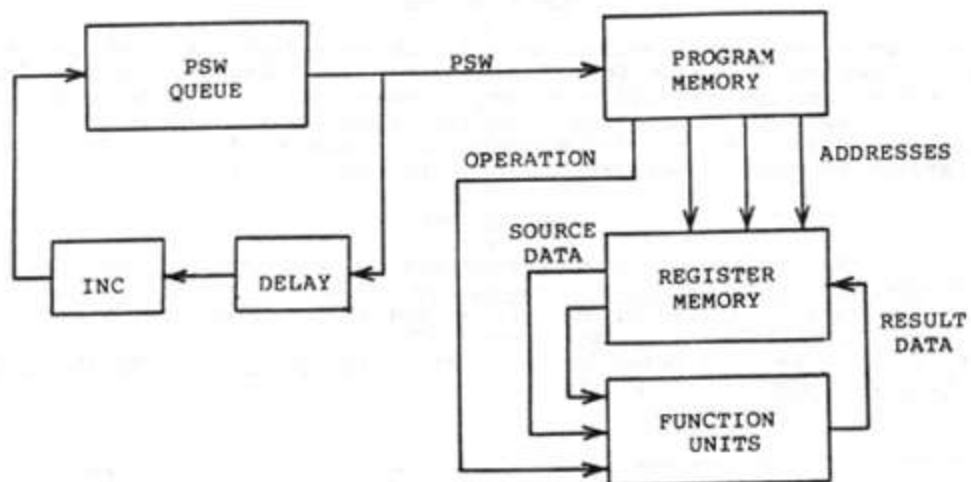 PSW
QUEUE
PSW
PROGRAM
MEMORY
OPERATION
ADDRESSES
SOURCE
DATA
INC
DELAY
REGISTER
MEMORY
RESULT
DATA
FUNCTION
UNITS